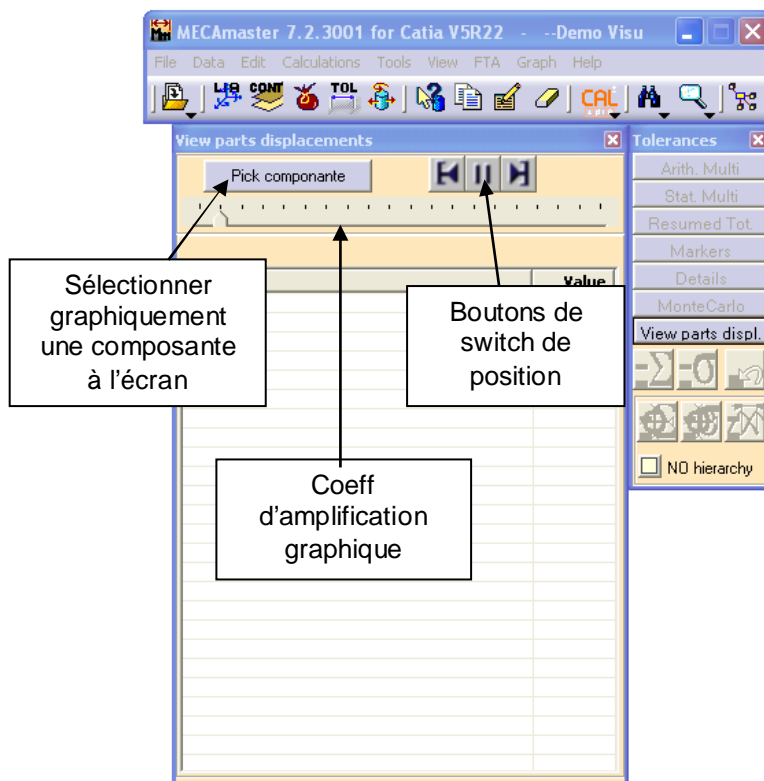 MECAmaster 7.2.3001 for Catia V5R22 - --Demo Visu
File Data Edit Calculations Tools View FTA Graph Help
LIA CONT TOL CAL
View parts displacements
Pick componante
Value
Sélectionner
graphiquement
une composante
à l'écran
Boutons de
switch de
position
Coeff
d'amplification
graphique
Tolerances
Arith. Multi
Stat. Multi
Resumed Tot.
Markers
Details
MonteCarlo
View parts displ.
-Σ -σ
NO hierarchy